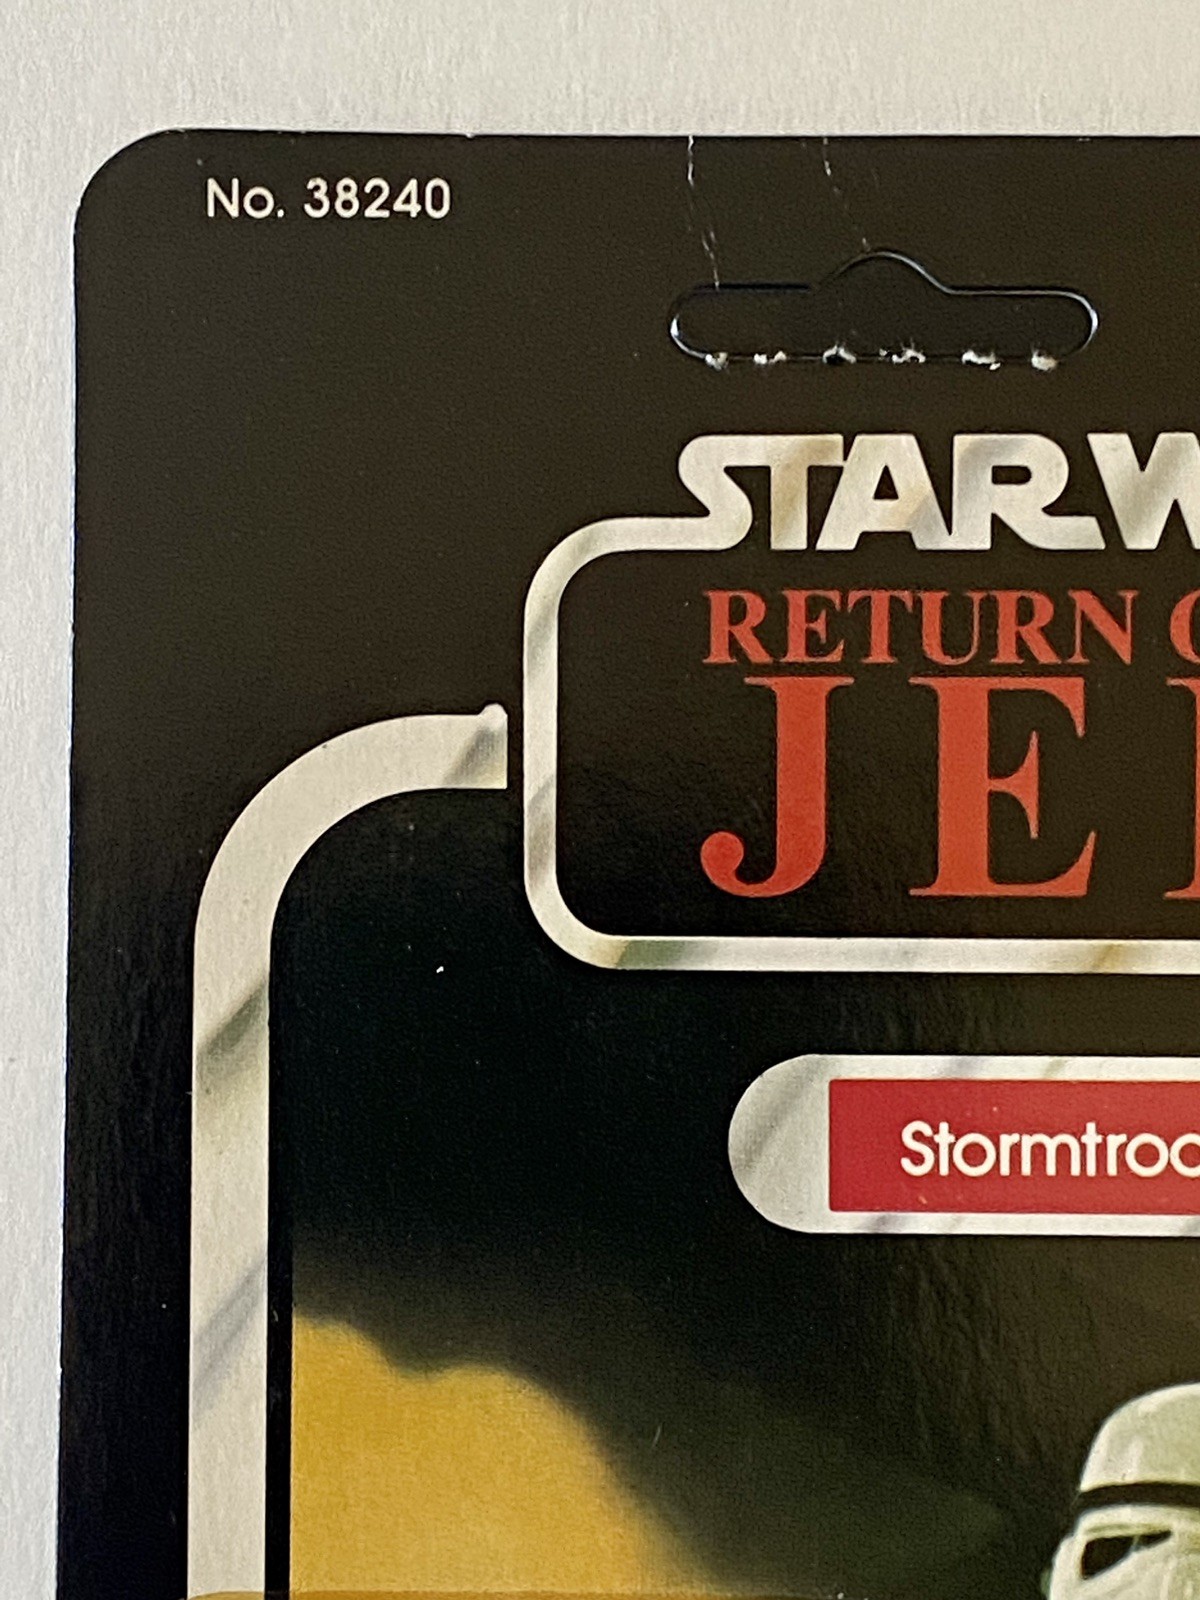 No. 38240
STAR W
RETURN O
JE
Stormtroo